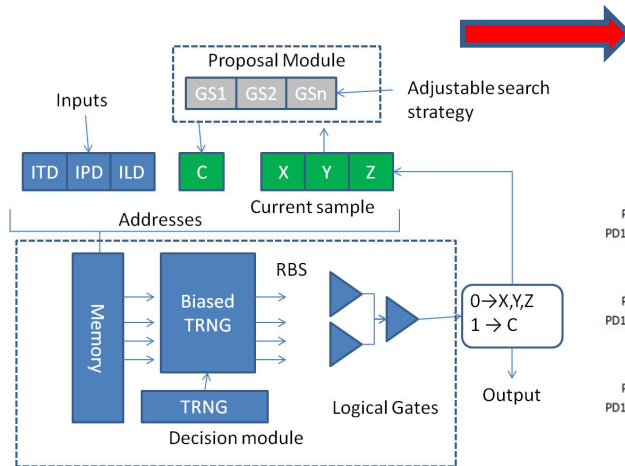 Proposal Module
GS1 GS2 GSn
Adjustable search
strategy
Inputs
ITD IPD ILD
C
X Y Z
Current sample
Addresses
Memory
Biased
TRNG
RBS
0→X,Y,Z
1 → C
TRNG
Decision module
Logical Gates
Output
P
PD1
P
PD1
P
PD1